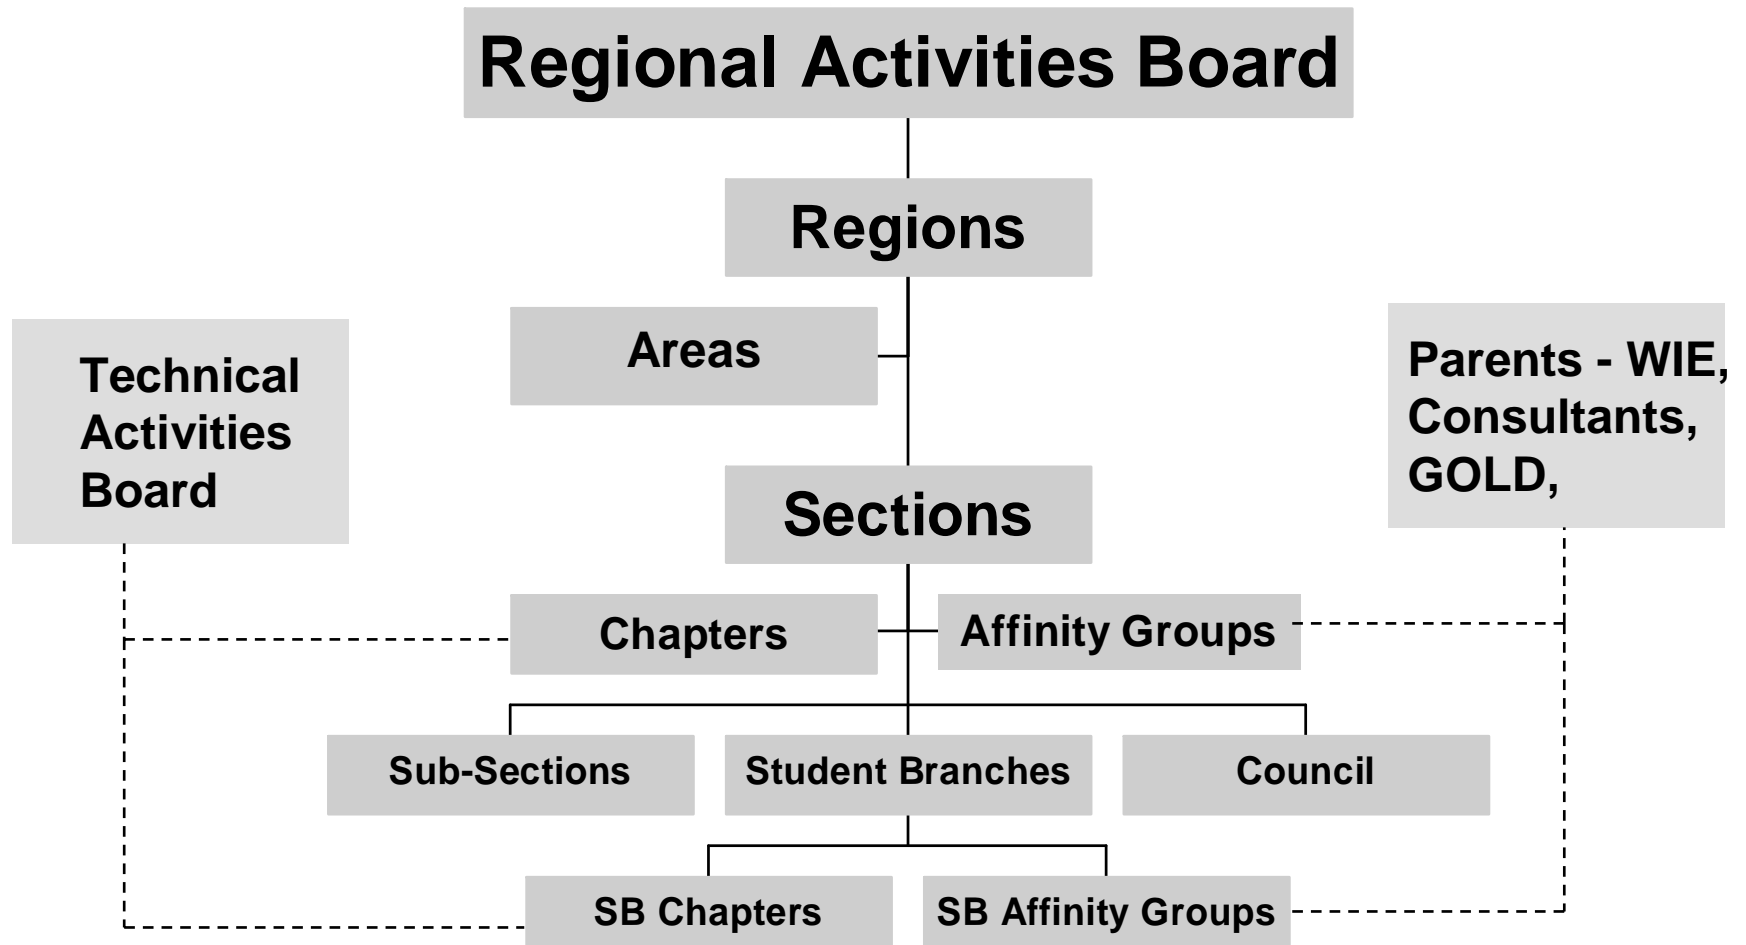 Regional Activities Board
Regions
Areas
Technical
Activities
Board
Parents - WIE,
Consultants,
GOLD,
Sections
Chapters
Affinity Groups
Sub-Sections
Student Branches
Council
SB Chapters
SB Affinity Groups